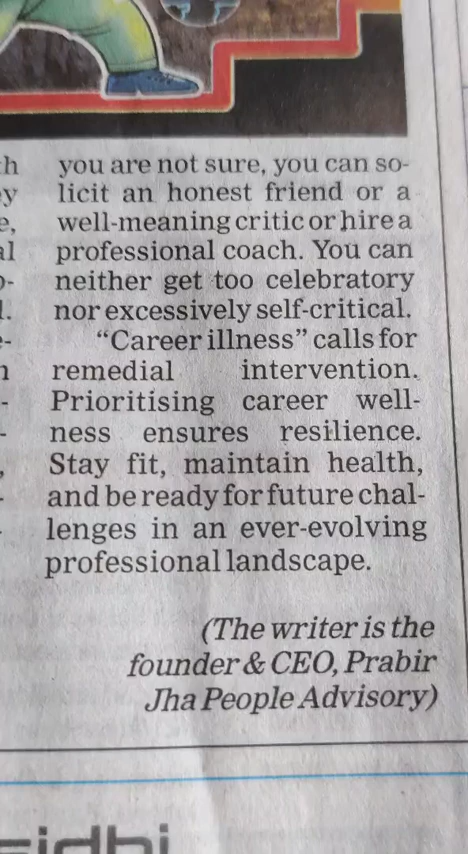 you are not sure, you can so-
licit an honest friend or a
well-meaning critic or hire a
professional coach. You can
neither get too celebratory
nor excessively self-critical.
“Career illness” calls for
remedial intervention.
Prioritising career well-
ness ensures resilience.
Stay fit, maintain health,
and be ready for future chal-
lenges in an ever-evolving
professional landscape.
(The writer is the
founder & CEO, Prabir
Jha People Advisory)